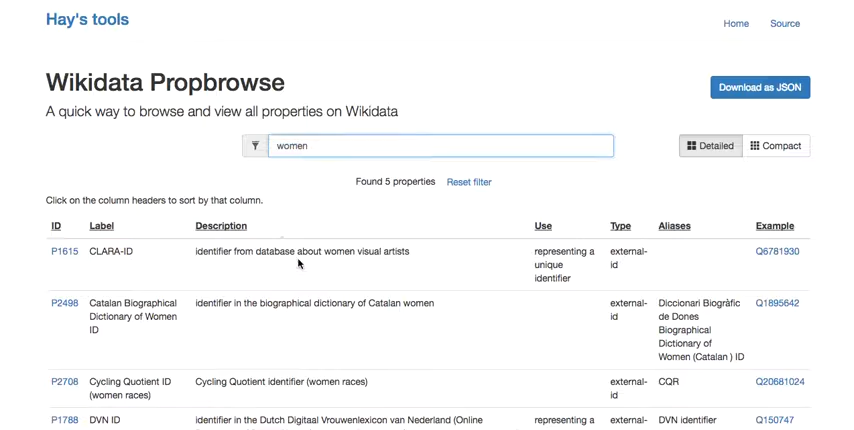 Hay's tools
Home Source
Wikidata Propbrowse
Download as JSON
A quick way to browse and view all properties on Wikidata
women
Detailed Compact
Found 5 properties Reset filter
Click on the column headers to sort by that column.
ID Label Description Use Type Aliases Example
P1615 CLARA-ID identifier from database about women visual artists representing a external- Q6781930
unique id
identifier
P2498 Catalan Biographical identifier in the biographical dictionary of Catalan women external- Diccionari Biogràfic Q1895642
Dictionary of Women id de Dones
ID Biographical
Dictionary of
Women (Catalan ) ID
P2708 Cycling Quotient ID Cycling Quotient identifier (women races) external- CQR Q20681024
(women races) id
P1788 DVN ID identifier in the Dutch Digitaal Vrouwenlexicon van Nederland (Online representing a external- DVN identifier Q150747